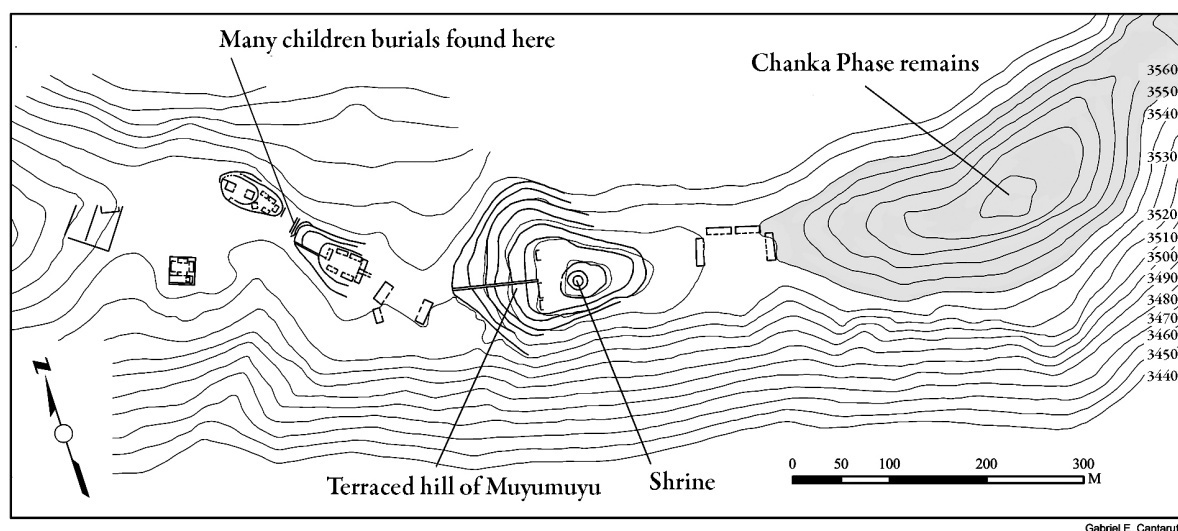 Many children burials found here
Chanka Phase remains
3560
3550
3540
3530
3520
3510
3500
3490
3480
3470
3460
3450
3440
N
Terraced hill of Muyumuyu
Shrine
0 50 100 200 300
M
Gabriel E. Cantarut